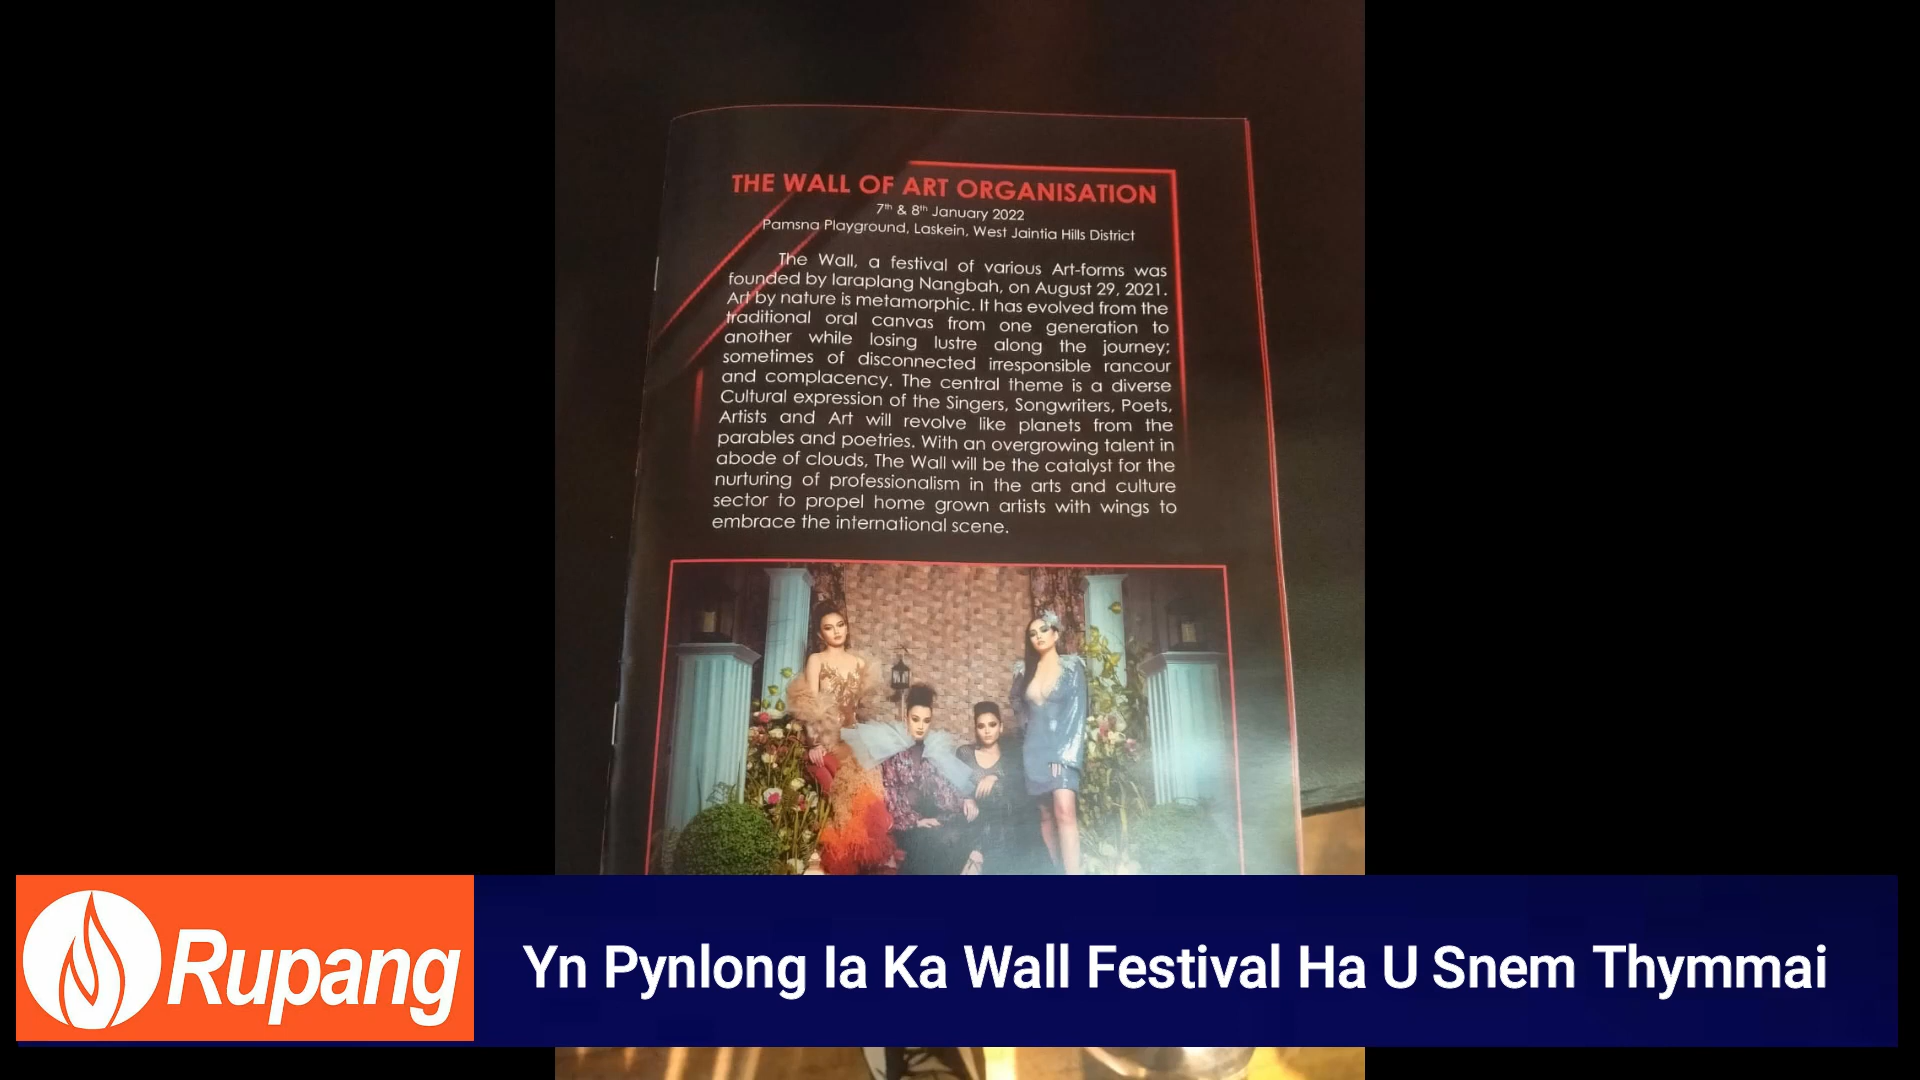 THE WALL OF ART ORGANISATION
7th & 8th January 2022
Pamsna Playground, Laskein, West Jaintia Hills District
The Wall, a festival of various Art-forms was
founded by Iaraplang Nangbah, on August 29, 2021.
Art by nature is metamorphic. It has evolved from the
traditional oral canvas from one generation to
another while losing lustre along the journey;
sometimes of disconnected irresponsible rancour
and complacency. The central theme is a diverse
Cultural expression of the Singers, Songwriters, Poets,
Artists and Art will revolve like planets from the
parables and poetries. With an overgrowing talent in
abode of clouds, The Wall will be the catalyst for the
nurturing of professionalism in the arts and culture
sector to propel home grown artists with wings to
embrace the international scene.
Rupang
Yn Pynlong Ia Ka Wall Festival Ha U Snem Thymmai